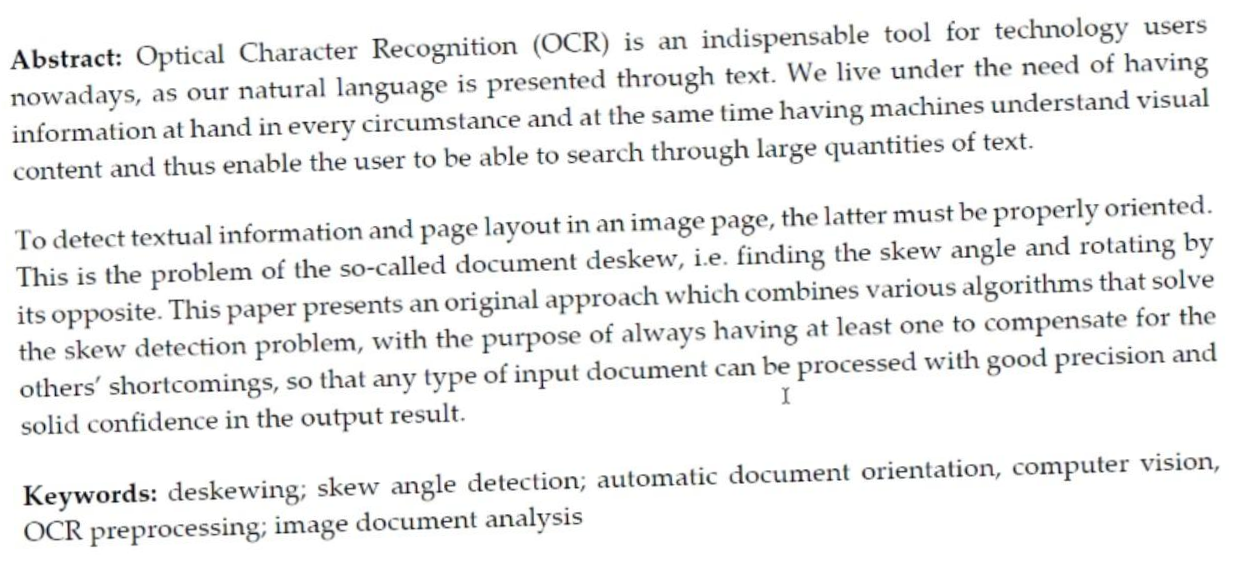 Abstract: Optical Character Recognition (OCR) is an indispensable tool for technology users
nowadays, as our natural language is presented through text. We live under the need of having
information at hand in every circumstance and at the same time having machines understand visual
content and thus enable the user to be able to search through large quantities of text.
To detect textual information and page layout in an image page, the latter must be properly oriented.
This is the problem of the so-called document deskew, i.e. finding the skew angle and rotating by
its opposite. This paper presents an original approach which combines various algorithms that solve
the skew detection problem, with the purpose of always having at least one to compensate for the
others’ shortcomings, so that any type of input document can be processed with good precision and
solid confidence in the output result.
Keywords: deskewing; skew angle detection; automatic document orientation, computer vision,
OCR preprocessing; image document analysis